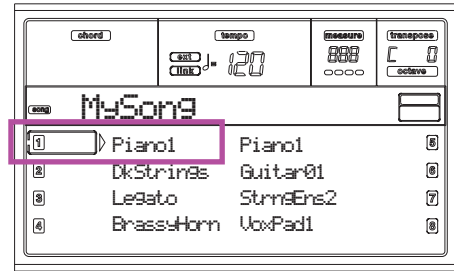 chord tempo measure transpose
ext
link 120 888 C 0
octave
song MySong
1 Piano1 Piano1 5
2 DkStrings Guitar01 6
3 Legato StrngEns2 7
4 BrassyHorn VoxPad1 8